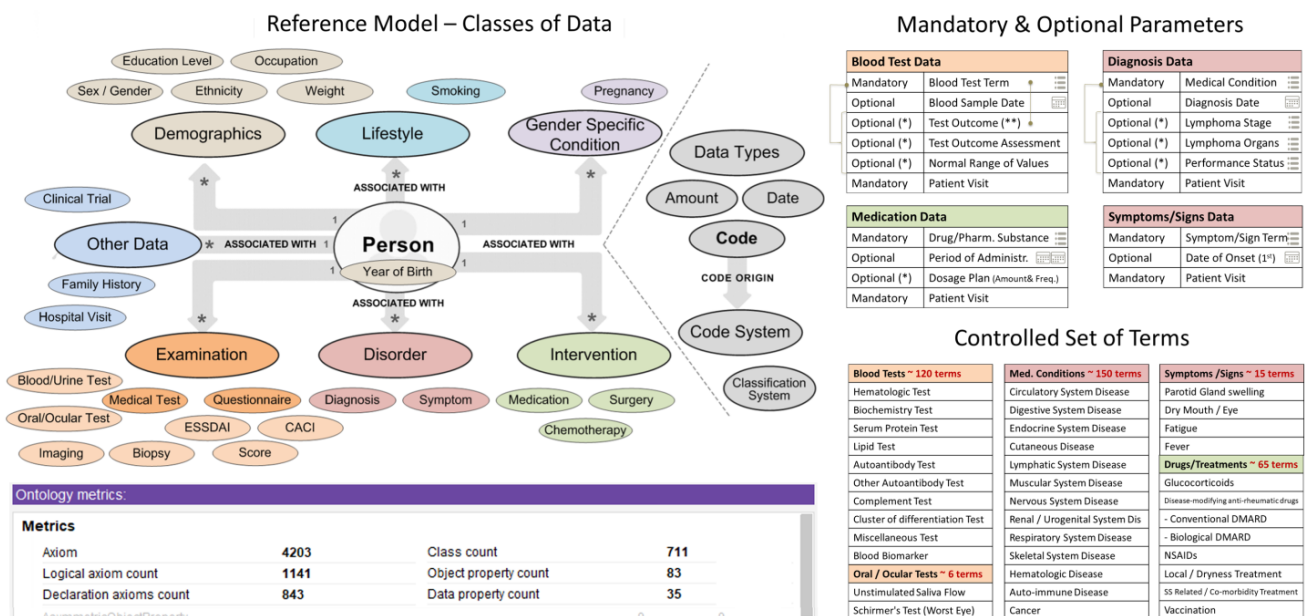 Reference Model – Classes of Data
Education Level
Occupation
Sex / Gender
Ethnicity
Weight
Smoking
Pregnancy
Demographics
Lifestyle
Gender Specific
Condition
*
*
*
ASSOCIATED WITH
Clinical Trial
Other Data
* ASSOCIATED WITH 1
1
1
Person
ASSOCIATED WITH
Year of Birth
1
1
ASSOCIATED WITH
Family History
Hospital Visit
*
*
*
Examination
Disorder
Intervention
Blood/Urine Test
Medical Test
Questionnaire
Diagnosis
Symptom
Medication
Surgery
Oral/Ocular Test
ESSDAI
CACI
Chemotherapy
Imaging
Biopsy
Score
Data Types
Amount
Date
Code
CODE ORIGIN
Code System
Classification
System
Ontology metrics:
Metrics
Axiom 4203 Class count 711
Logical axiom count 1141 Object property count 83
Declaration axioms count 843 Data property count 35
Mandatory & Optional Parameters
Blood Test Data
Mandatory Blood Test Term
Optional Blood Sample Date
Optional (*) Test Outcome (**)
Optional (*) Test Outcome Assessment
Optional (*) Normal Range of Values
Mandatory Patient Visit
Diagnosis Data
Mandatory Medical Condition
Optional Diagnosis Date
Optional (*) Lymphoma Stage
Optional (*) Lymphoma Organs
Optional (*) Performance Status
Mandatory Patient Visit
Medication Data
Mandatory Drug/Pharm. Substance
Optional Period of Administr.
Optional (*) Dosage Plan (Amount& Freq.)
Mandatory Patient Visit
Symptoms/Signs Data
Mandatory Symptom/Sign Term
Optional Date of Onset (1st)
Mandatory Patient Visit
Controlled Set of Terms
Blood Tests ~ 120 terms
Hematologic Test
Biochemistry Test
Serum Protein Test
Lipid Test
Autoantibody Test
Other Autoantibody Test
Complement Test
Cluster of differentiation Test
Miscellaneous Test
Blood Biomarker
Oral / Ocular Tests ~ 6 terms
Unstimulated Saliva Flow
Schirmer's Test (Worst Eye)
Med. Conditions ~ 150 terms
Circulatory System Disease
Digestive System Disease
Endocrine System Disease
Cutaneous Disease
Lymphatic System Disease
Muscular System Disease
Nervous System Disease
Renal / Urogenital System Dis
Respiratory System Disease
Skeletal System Disease
Hematologic Disease
Auto-immune Disease
Cancer
Symptoms /Signs ~ 15 terms
Parotid Gland swelling
Dry Mouth / Eye
Fatigue
Fever
Drugs/Treatments ~ 65 terms
Glucocorticoids
Disease-modifying anti-rheumatic drugs
- Conventional DMARD
- Biological DMARD
NSAIDs
Local / Dryness Treatment
SS Related / Co-morbidity Treatment
Vaccination